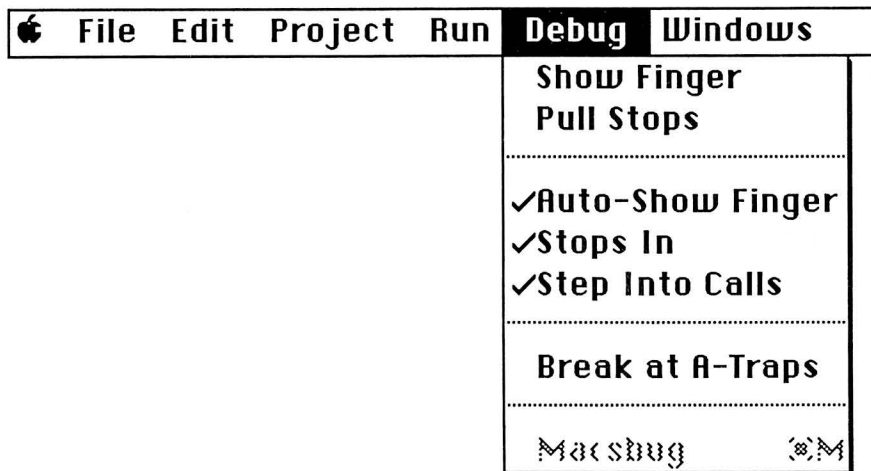 File Edit Project Run Debug Windows
Show Finger
Pull Stops
✓Auto-Show Finger
✓Stops In
✓Step Into Calls
Break at A-Traps
Macsbug ⌘M